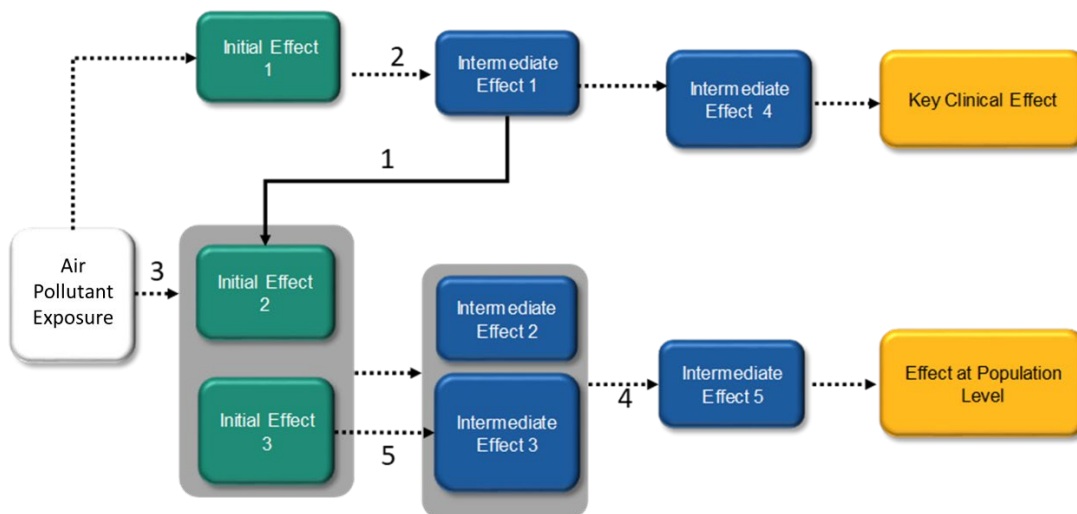 Initial Effect
1
2
Intermediate
Effect 1
Intermediate
Effect 4
Key Clinical Effect
1
Air
Pollutant
Exposure
3
Initial Effect
2
Intermediate
Effect 2
Initial Effect
3
5
Intermediate
Effect 3
4
Intermediate
Effect 5
Effect at Population
Level